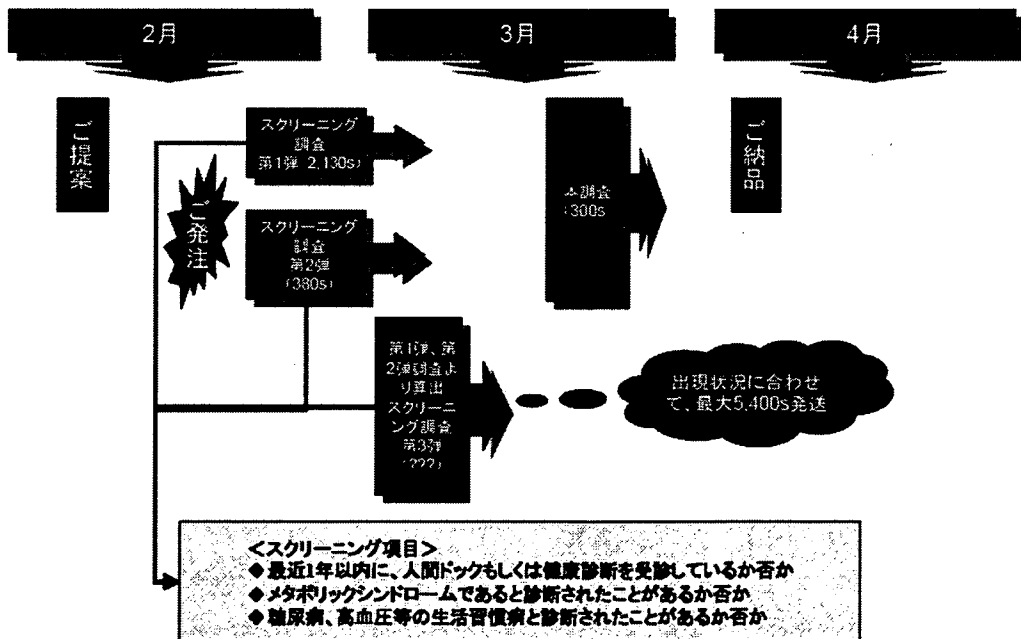 2月
3月
4月
ご提案
ご発注
スクリーニング
調査
第1弾 2,130s)
スクリーニング
調査
第2弾
(380s)
本調査
(300s
ご納品
第1弾、第
2弾調査よ
り算出
スクリーニ
ング調査
第3弾
(???)
出現状況に合わせ
て、最大5,400s発送
<スクリーニング項目>
◆最近1年以内に、人間ドックもしくは健康診断を受診しているか否か
◆メタボリックシンドロームであると診断されたことがあるか否か
◆糖尿病、高血圧等の生活習慣病と診断されたことがあるか否か